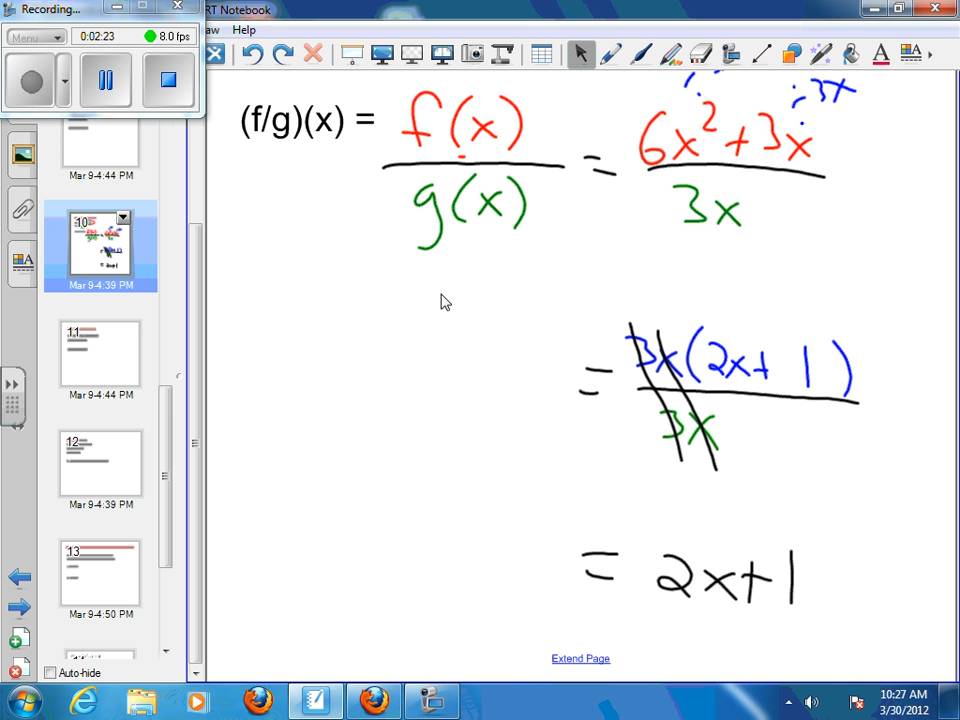 Recording...
RT Notebook
Menu
0:02:23
8.0 fps
aw Help
Mar 9-4:44 PM
10
Mar 9-4:39 PM
11
Mar 9-4:44 PM
12
Mar 9-4:39 PM
13
Mar 9-4:50 PM
Auto-hide
÷3x
(f/g)(x) = f(x)/g(x) = 6x²+3x/3x
= 3x(2x+1)/3x
= 2x+1
Extend Page
10:27 AM
3/30/2012